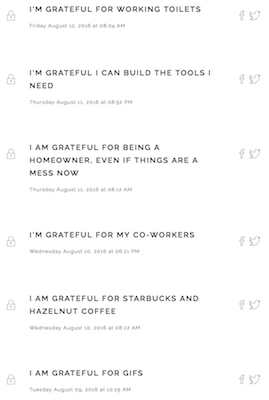 I'M GRATEFUL FOR WORKING TOILETS
Friday August 12, 2016 at 08:04 AM
I'M GRATEFUL I CAN BUILD THE TOOLS I
NEED
Thursday August 11, 2016 at 08:52 PM
I AM GRATEFUL FOR BEING A
HOMEOWNER, EVEN IF THINGS ARE A
MESS NOW
Thursday August 11, 2016 at 08:12 AM
I'M GRATEFUL FOR MY CO-WORKERS
Wednesday August 10, 2016 at 06:21 PM
I AM GRATEFUL FOR STARBUCKS AND
HAZELNUT COFFEE
Wednesday August 10, 2016 at 08:22 AM
I AM GRATEFUL FOR GIFS
Tuesday August 09, 2016 at 10:25 AM